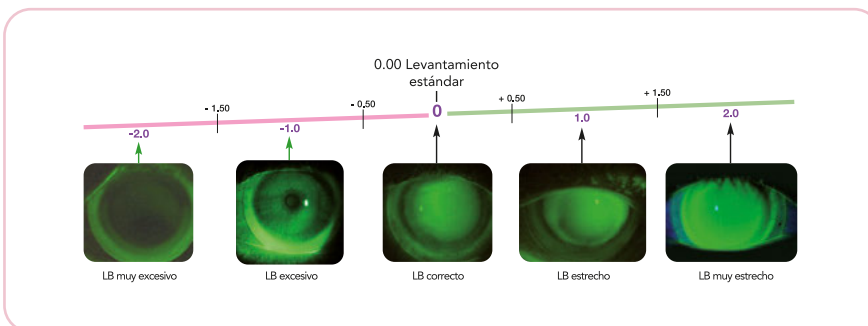 0.00 Levantamiento
estándar
- 1.50
- 0.50
0
+ 0.50
+ 1.50
-2.0
-1.0
1.0
2.0
LB muy excesivo
LB excesivo
LB correcto
LB estrecho
LB muy estrecho